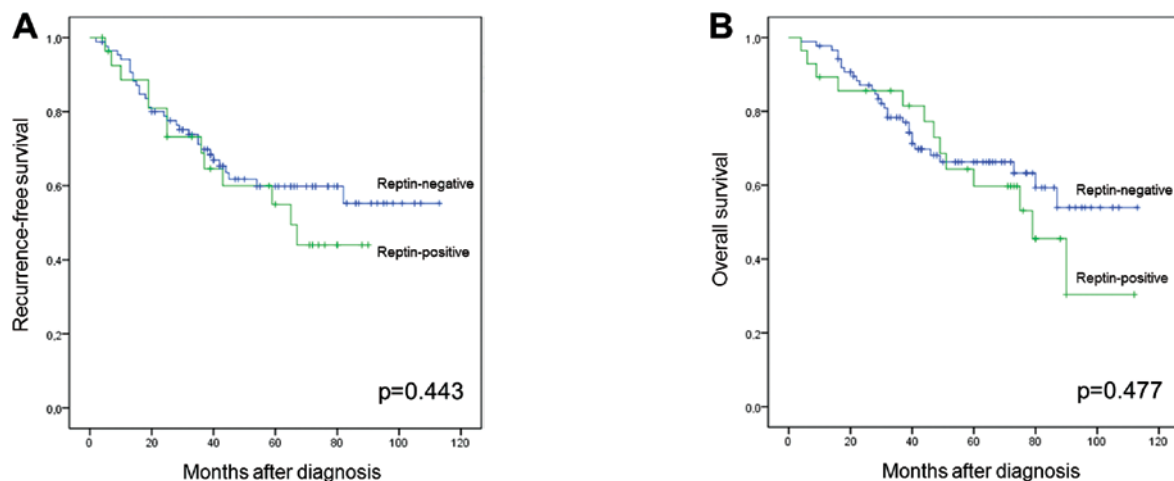 A
Recurrence-free survival
1,0
0,8
0,6
0,4
0,2
0,0
Reptin-negative
Reptin-positive
p=0.443
0 20 40 60 80 100 120
Months after diagnosis
B
Overall survival
1,0
0,8
0,6
0,4
0,2
0,0
Reptin-negative
Reptin-positive
p=0.477
0 20 40 60 80 100 120
Months after diagnosis